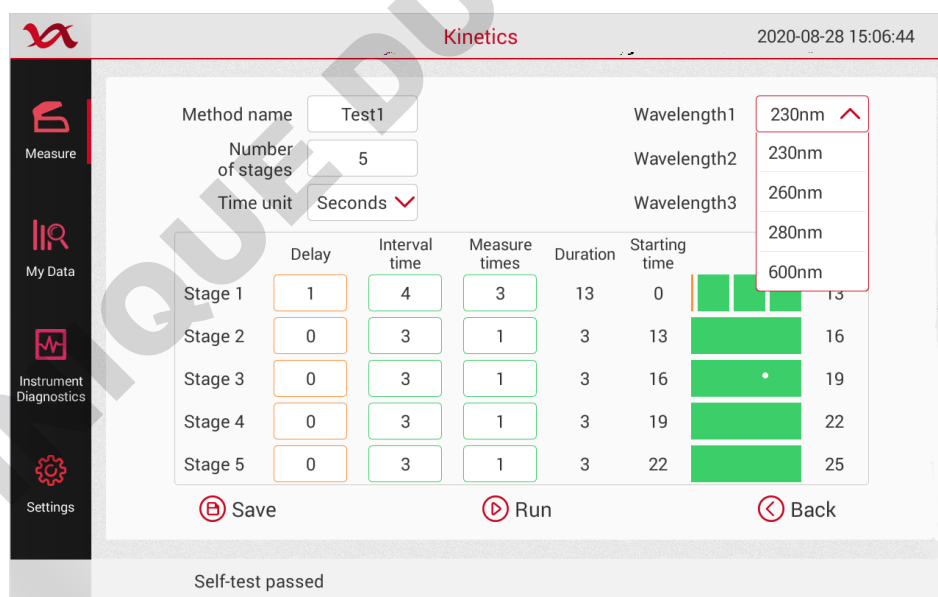 Kinetics
2020-08-28 15:06:44
Method name Test1 Wavelength1 230nm
Number of stages 5 Wavelength2 230nm
260nm
Time unit Seconds Wavelength3
280nm
600nm
Delay Interval time Measure times Duration Starting time
Stage 1 1 4 3 13 0 13
Stage 2 0 3 1 3 13 16
Stage 3 0 3 1 3 16 19
Stage 4 0 3 1 3 19 22
Stage 5 0 3 1 3 22 25
Save Run Back
Measure
My Data
Instrument
Diagnostics
Settings
Self-test passed
NIQUE DU